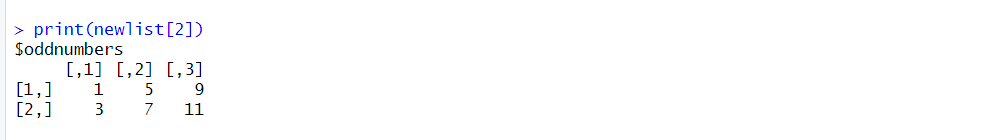 > print(newlist[2])
$oddnumbers
     [,1] [,2] [,3]
[1,]    1    5    9
[2,]    3    7   11